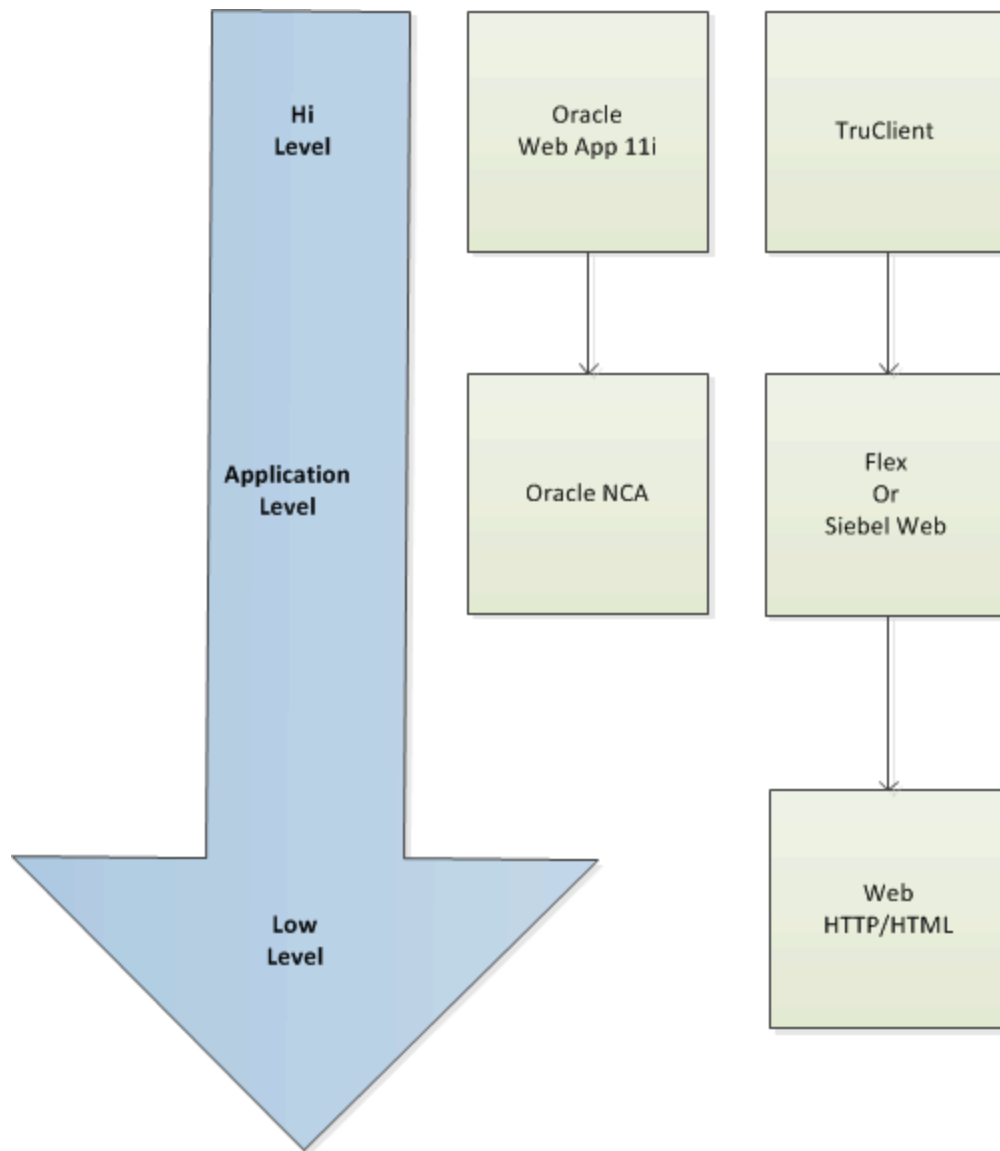 Hi
Level
Oracle
Web App 11i
TruClient
Application
Level
Oracle NCA
Flex
Or
Siebel Web
Low
Level
Web
HTTP/HTML